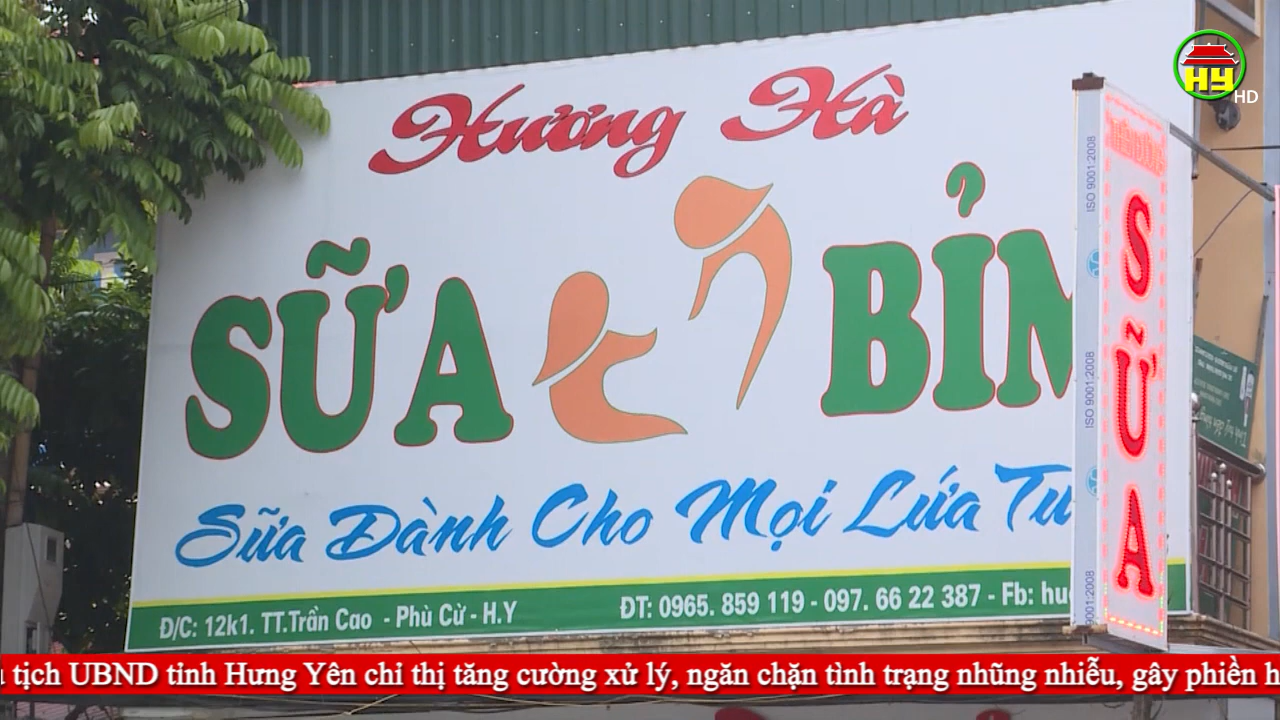 HY HD
Hương Hà
SỮA BỈM
Sữa Dành Cho Mọi Lứa Tu
Đ/C: 12k1. TT.Trần Cao - Phù Cừ - H.Y
ĐT: 0965. 859 119 - 097. 66 22 387 - Fb: hu
ISO 9001:2008
ISO 9001:2008
9001:2008
SỮA
tịch UBND tỉnh Hưng Yên chỉ thị tăng cường xử lý, ngăn chặn tình trạng nhũng nhiễu, gây phiền h